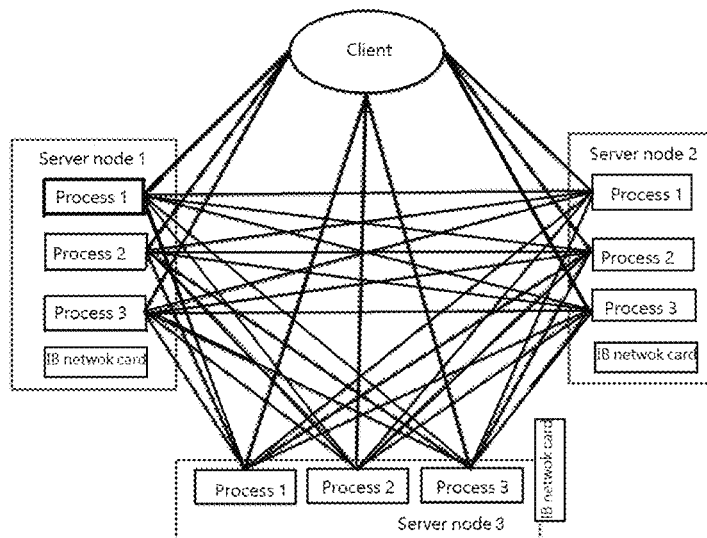 Client
Server node 1
Process 1
Process 2
Process 3
IB netwok card
Server node 2
Process 1
Process 2
Process 3
IB netwok card
Process 1
Process 2
Process 3
IB netwok card
Server node 3